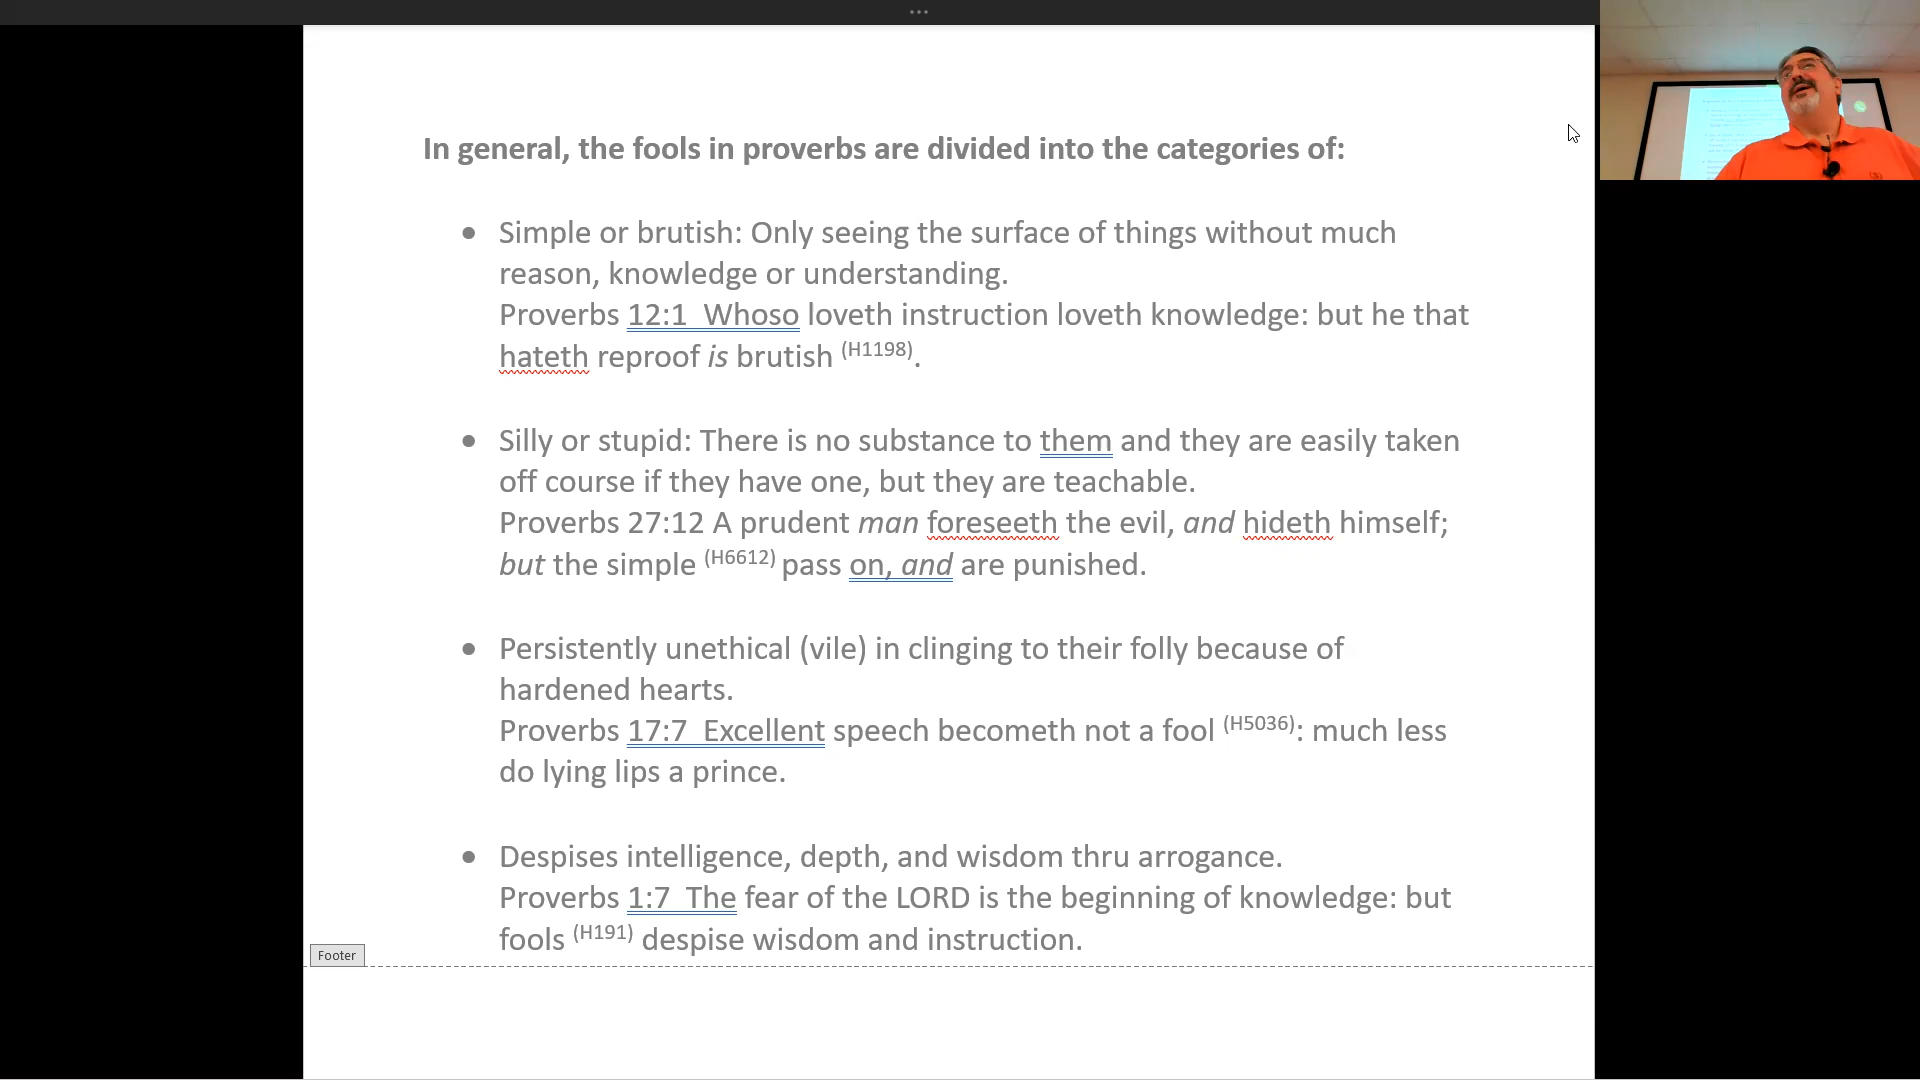 In general, the fools in proverbs are divided into the categories of:
● Simple or brutish: Only seeing the surface of things without much
reason, knowledge or understanding.
Proverbs 12:1  Whoso loveth instruction loveth knowledge: but he that
hateth reproof is brutish (H1198).
● Silly or stupid: There is no substance to them and they are easily taken
off course if they have one, but they are teachable.
Proverbs 27:12 A prudent man foreseeth the evil, and hideth himself;
but the simple (H6612) pass on, and are punished.
● Persistently unethical (vile) in clinging to their folly because of
hardened hearts.
Proverbs 17:7  Excellent speech becometh not a fool (H5036): much less
do lying lips a prince.
● Despises intelligence, depth, and wisdom thru arrogance.
Proverbs 1:7  The fear of the LORD is the beginning of knowledge: but
fools (H191) despise wisdom and instruction.
Footer